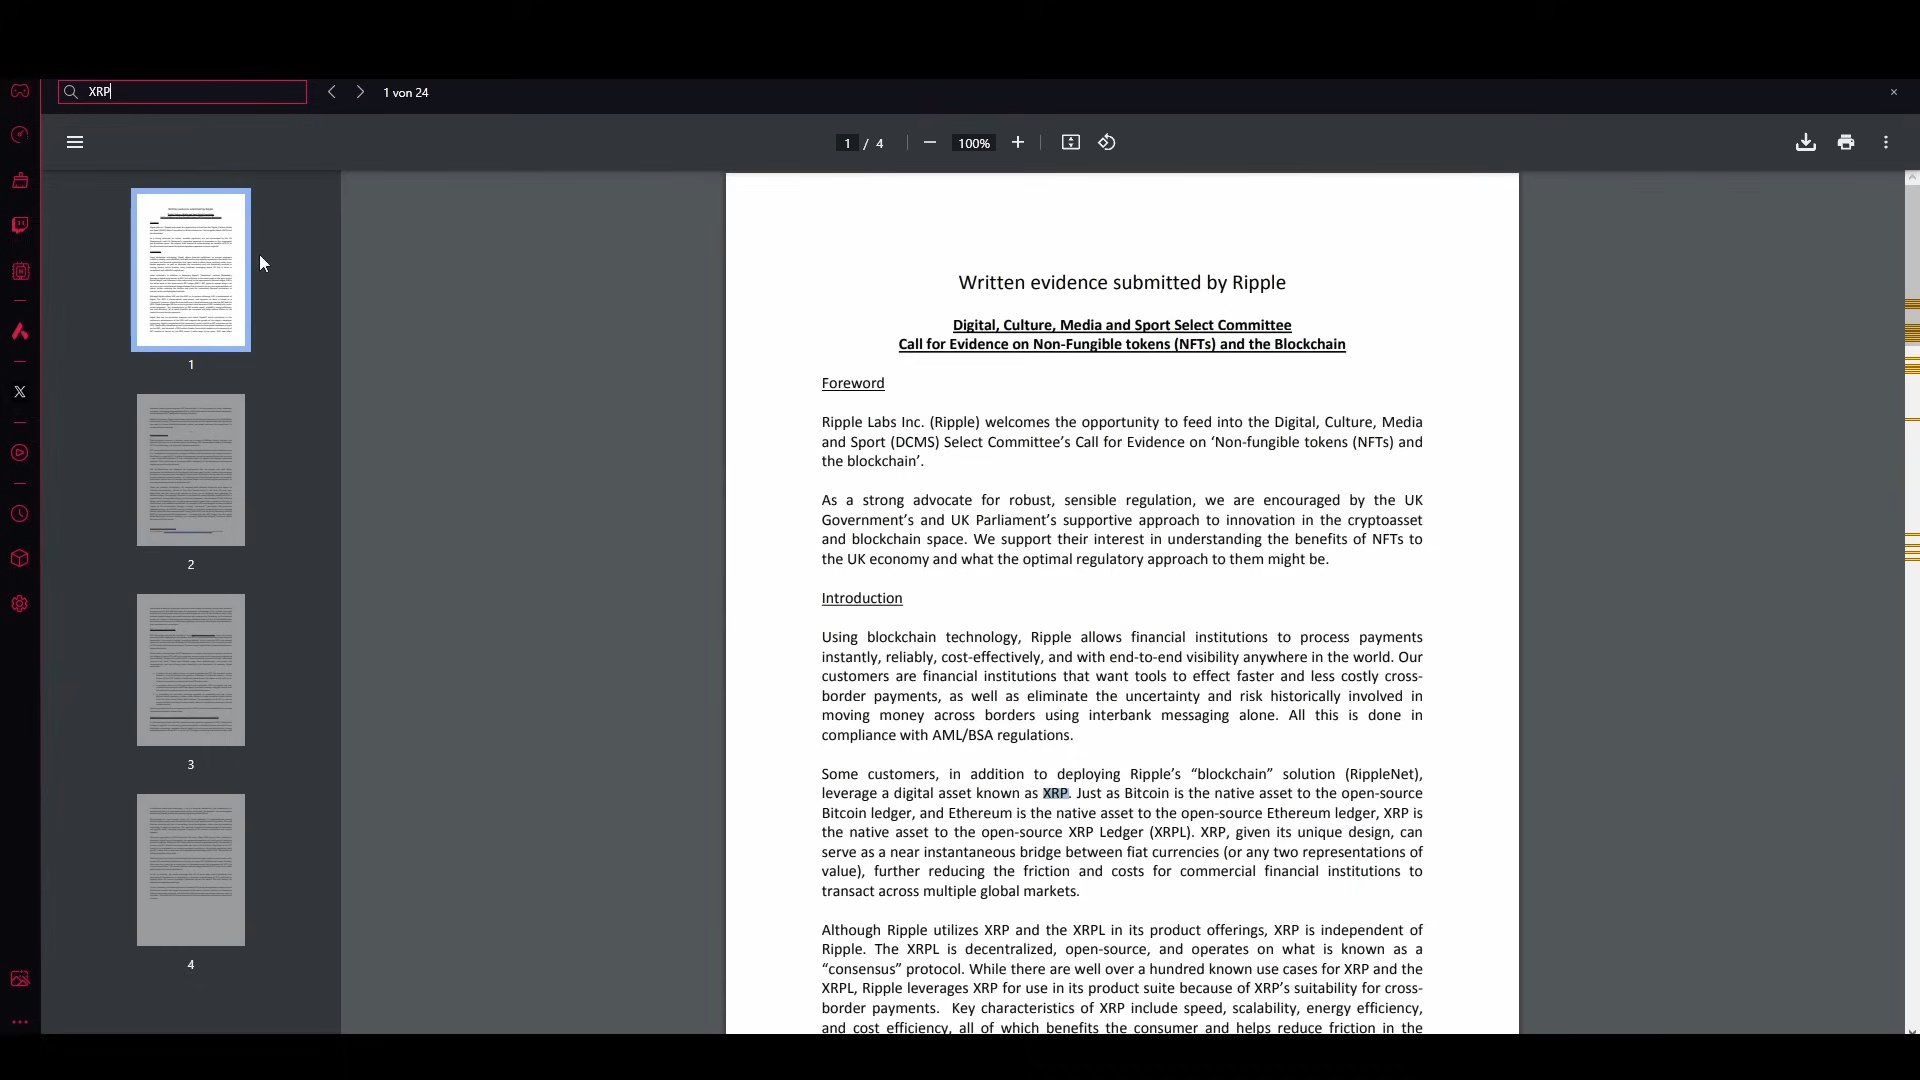 XRP
1 von 24
1 / 4
100%
1
2
3
4
Written evidence submitted by Ripple
Digital, Culture, Media and Sport Select Committee
Call for Evidence on Non-Fungible tokens (NFTs) and the Blockchain
Foreword
Ripple Labs Inc. (Ripple) welcomes the opportunity to feed into the Digital, Culture, Media
and Sport (DCMS) Select Committee’s Call for Evidence on ‘Non-fungible tokens (NFTs) and
the blockchain’.
As a strong advocate for robust, sensible regulation, we are encouraged by the UK
Government’s and UK Parliament’s supportive approach to innovation in the cryptoasset
and blockchain space. We support their interest in understanding the benefits of NFTs to
the UK economy and what the optimal regulatory approach to them might be.
Introduction
Using blockchain technology, Ripple allows financial institutions to process payments
instantly, reliably, cost-effectively, and with end-to-end visibility anywhere in the world. Our
customers are financial institutions that want tools to effect faster and less costly cross-
border payments, as well as eliminate the uncertainty and risk historically involved in
moving money across borders using interbank messaging alone. All this is done in
compliance with AML/BSA regulations.
Some customers, in addition to deploying Ripple’s “blockchain” solution (RippleNet),
leverage a digital asset known as XRP. Just as Bitcoin is the native asset to the open-source
Bitcoin ledger, and Ethereum is the native asset to the open-source Ethereum ledger, XRP is
the native asset to the open-source XRP Ledger (XRPL). XRP, given its unique design, can
serve as a near instantaneous bridge between fiat currencies (or any two representations of
value), further reducing the friction and costs for commercial financial institutions to
transact across multiple global markets.
Although Ripple utilizes XRP and the XRPL in its product offerings, XRP is independent of
Ripple. The XRPL is decentralized, open-source, and operates on what is known as a
“consensus” protocol. While there are well over a hundred known use cases for XRP and the
XRPL, Ripple leverages XRP for use in its product suite because of XRP’s suitability for cross-
border payments. Key characteristics of XRP include speed, scalability, energy efficiency,
and cost efficiency, all of which benefits the consumer and helps reduce friction in the